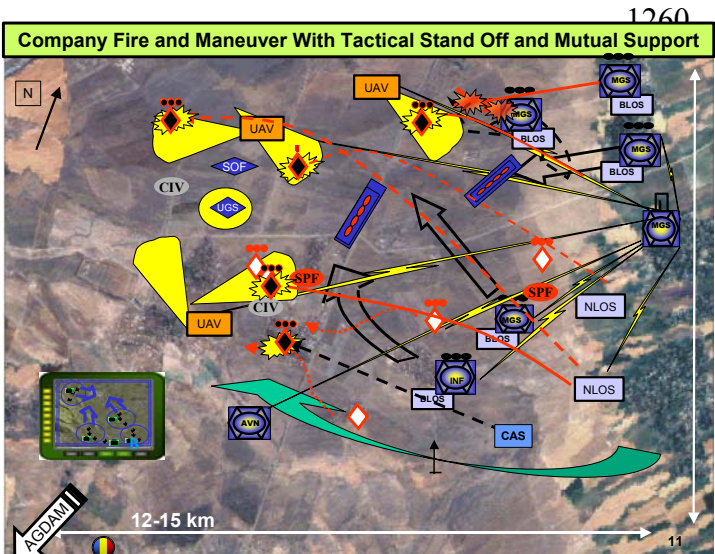 1260
Company Fire and Maneuver With Tactical Stand Off and Mutual Support
N
UAV
MGS
BLOS
MGS
BLOS
UAV
MGS
BLOS
SOF
CIV
UGS
MGS
SPF
SPF
CIV
NLOS
UAV
MGS
BLOS
NLOS
INF
BLOS
AVN
CAS
B
AGDAM
12-15 km
11